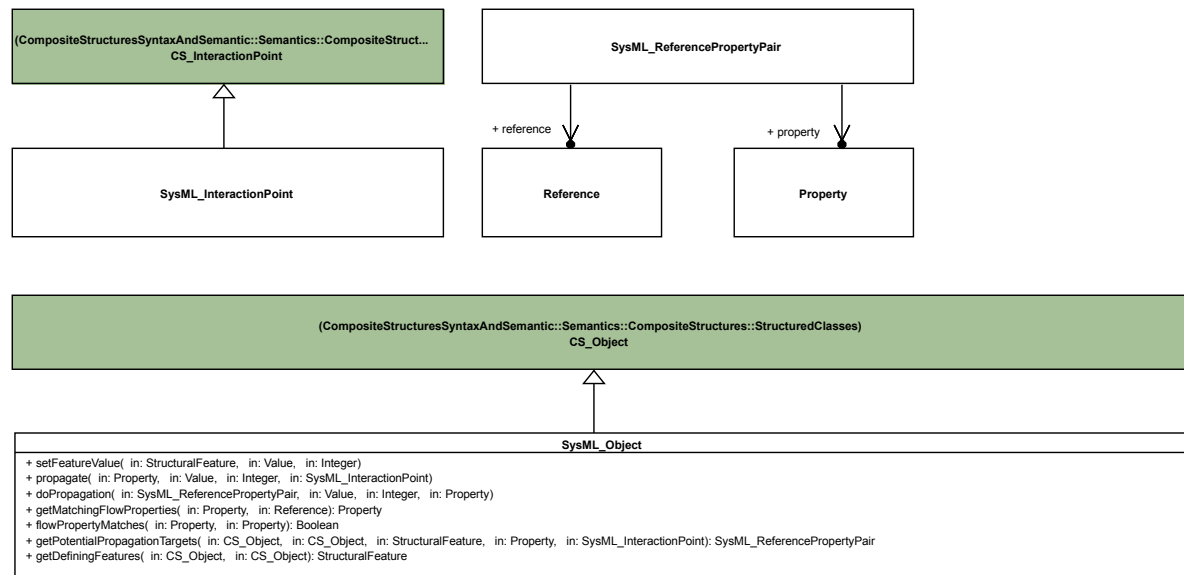 (CompositeStructuresSyntaxAndSemantic::Semantics::CompositeStruct...
CS_InteractionPoint
SysML_ReferencePropertyPair
+ reference
+ property
SysML_InteractionPoint
Reference
Property
(CompositeStructuresSyntaxAndSemantic::Semantics::CompositeStructures::StructuredClasses)
CS_Object
SysML_Object
+ setFeatureValue( in: StructuralFeature, in: Value, in: Integer)
+ propagate( in: Property, in: Value, in: Integer, in: SysML_InteractionPoint)
+ doPropagation( in: SysML_ReferencePropertyPair, in: Value, in: Integer, in: Property)
+ getMatchingFlowProperties( in: Property, in: Reference): Property
+ flowPropertyMatches( in: Property, in: Property): Boolean
+ getPotentialPropagationTargets( in: CS_Object, in: CS_Object, in: StructuralFeature, in: Property, in: SysML_InteractionPoint): SysML_ReferencePropertyPair
+ getDefiningFeatures( in: CS_Object, in: CS_Object): StructuralFeature